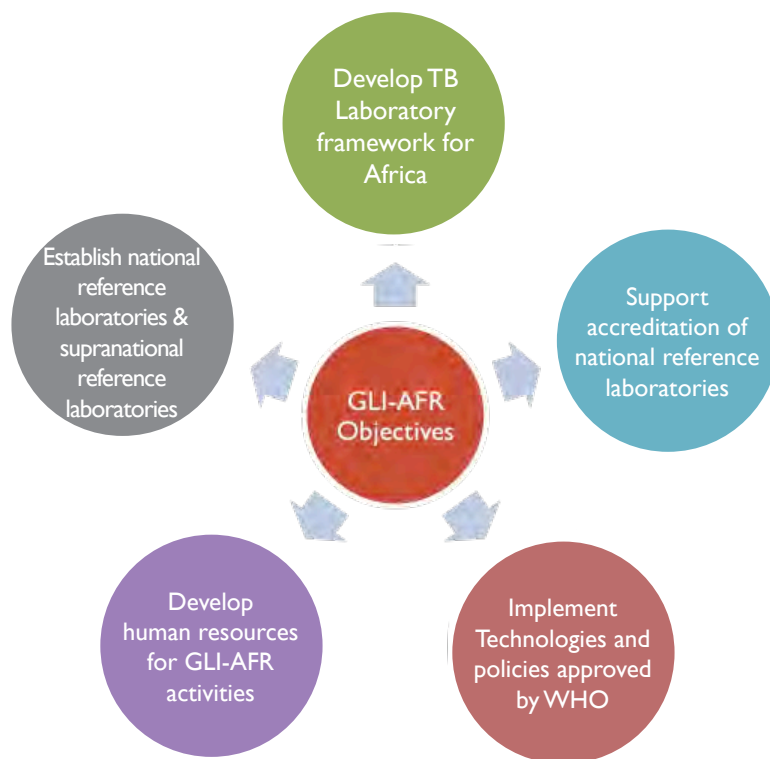 Develop TB
Laboratory
framework for
Africa
Establish national
reference
laboratories &
supranational
reference
laboratories
Support
accreditation of
national reference
laboratories
GLI-AFR
Objectives
Develop
human resources
for GLI-AFR
activities
Implement
Technologies and
policies approved
by WHO